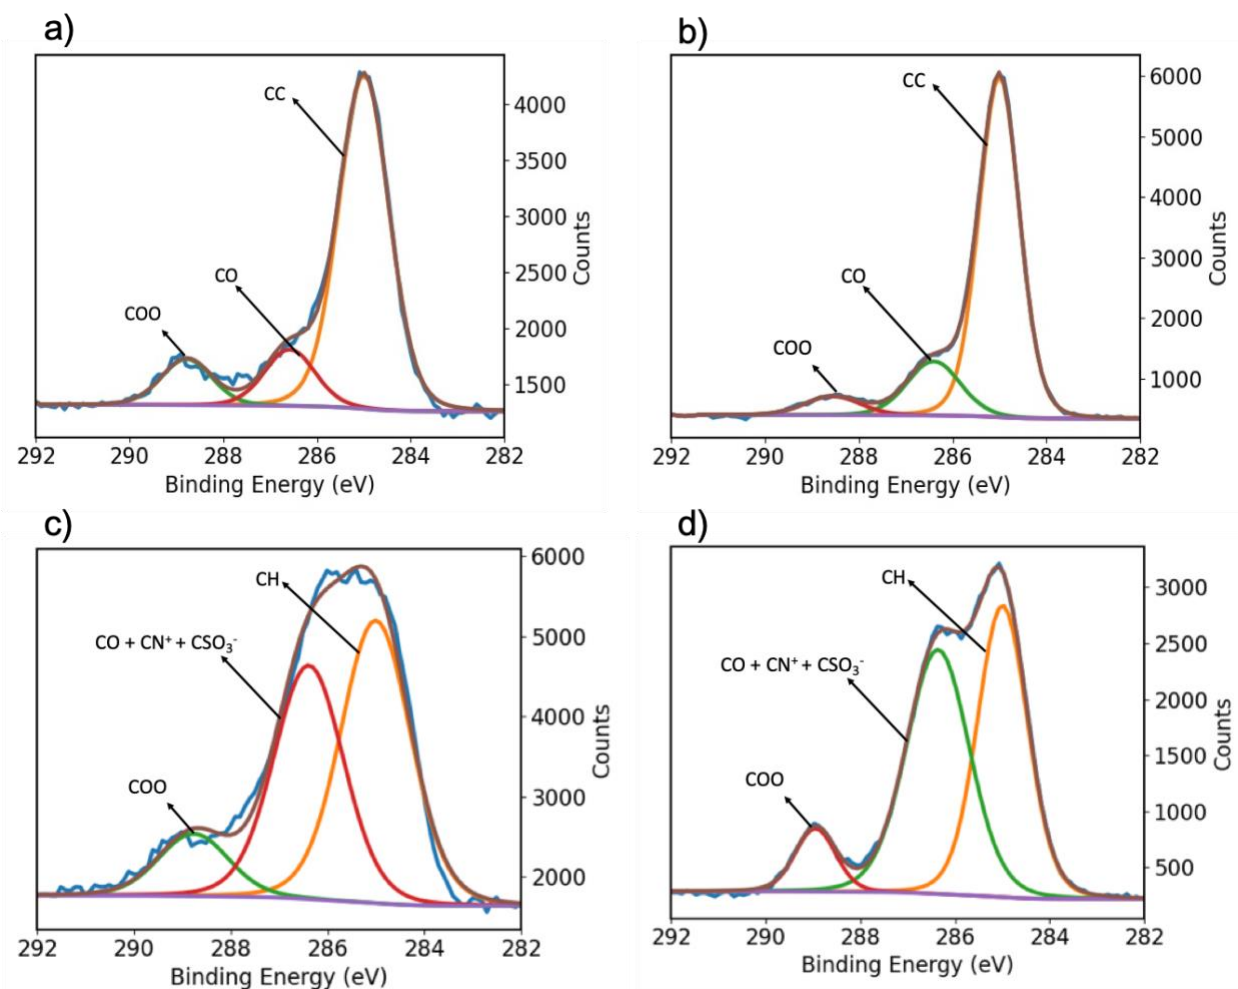 a)
CC
CO
COO
4000
3500
3000
2500
2000
1500
Counts
292 290 288 286 284 282
Binding Energy (eV)
b)
CC
CO
COO
6000
5000
4000
3000
2000
1000
Counts
292 290 288 286 284 282
Binding Energy (eV)
c)
CH
CO + CN⁺ + CSO₃⁻
COO
6000
5000
4000
3000
2000
Counts
292 290 288 286 284 282
Binding Energy (eV)
d)
CH
CO + CN⁺ + CSO₃⁻
COO
3000
2500
2000
1500
1000
500
Counts
292 290 288 286 284 282
Binding Energy (eV)